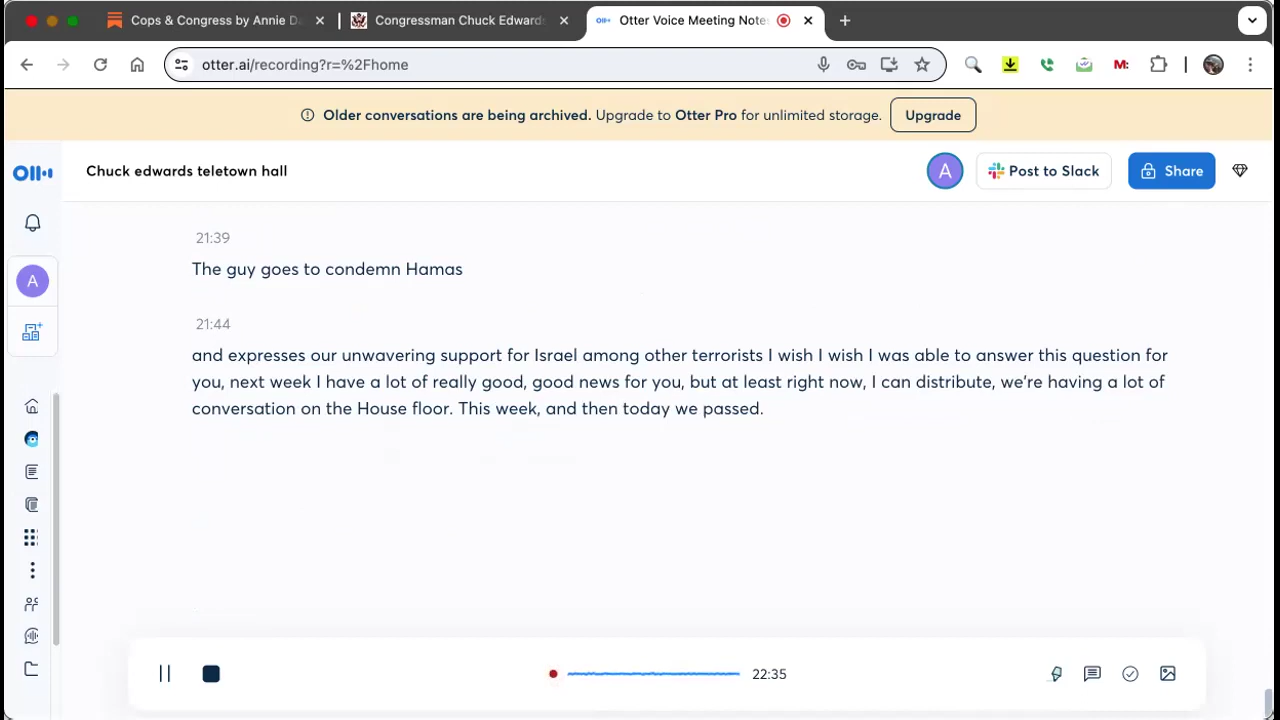 Cops & Congress by Annie Da
Congressman Chuck Edwards
Otter Voice Meeting Notes
otter.ai/recording?r=%2Fhome
M:
Older conversations are being archived. Upgrade to Otter Pro for unlimited storage.
Upgrade
Chuck edwards teletown hall
A
Post to Slack
Share
21:39
A
The guy goes to condemn Hamas
21:44
and expresses our unwavering support for Israel among other terrorists I wish I wish I was able to answer this question for
you, next week I have a lot of really good, good news for you, but at least right now, I can distribute, we're having a lot of
conversation on the House floor. This week, and then today we passed.
22:35